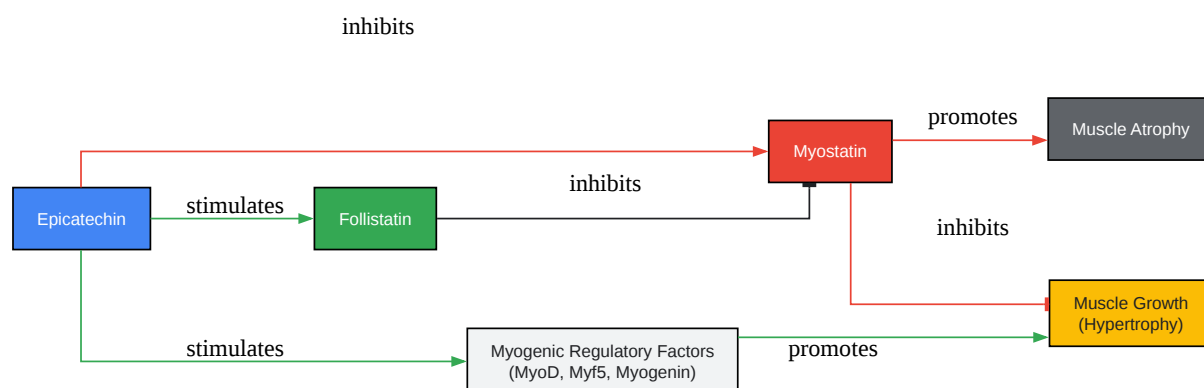 inhibits
promotes
Muscle Atrophy
Myostatin
inhibits
stimulates
Epicatechin
Follistatin
inhibits
Muscle Growth
(Hypertrophy)
stimulates
Myogenic Regulatory Factors
(MyoD, Myf5, Myogenin)
promotes